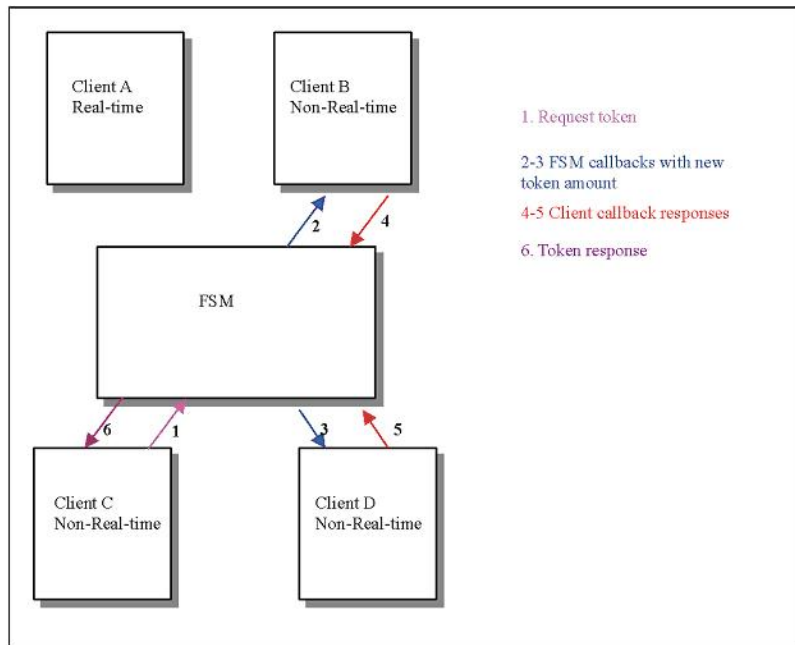 Client A
Real-time
Client B
Non-Real-time
1. Request token
2-3 FSM callbacks with new
token amount
4-5 Client callback responses
6. Token response
2
4
FSM
6
1
3
5
Client C
Non-Real-time
Client D
Non-Real-time